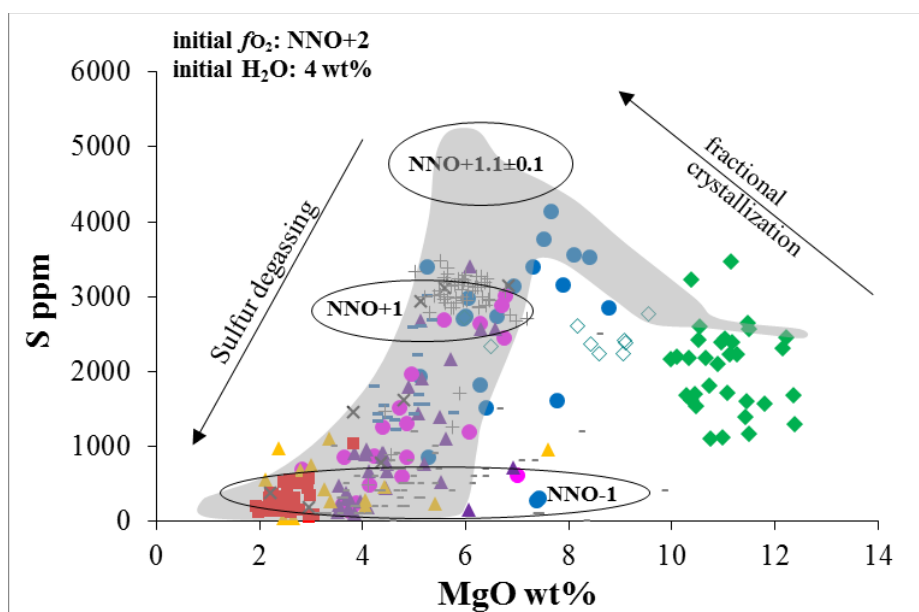 initial fO₂: NNO+2
initial H₂O: 4 wt%
6000
5000
4000
3000
2000
1000
0
S ppm
Sulfur degassing
NNO+1.1±0.1
NNO+1
NNO-1
fractional
crystallization
0
2
4
6
8
10
12
14
MgO wt%